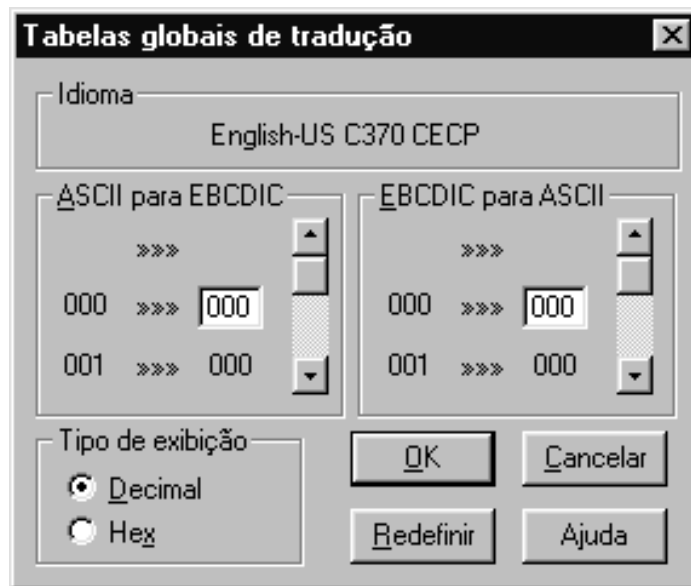 Tabelas globais de tradução
Idioma
English-US C370 CECP
ASCII para EBCDIC
»»»
000 »»» 000
001 »»» 000
EBCDIC para ASCII
»»»
000 »»» 000
001 »»» 000
Tipo de exibição
Decimal
Hex
OK
Cancelar
Redefinir
Ajuda